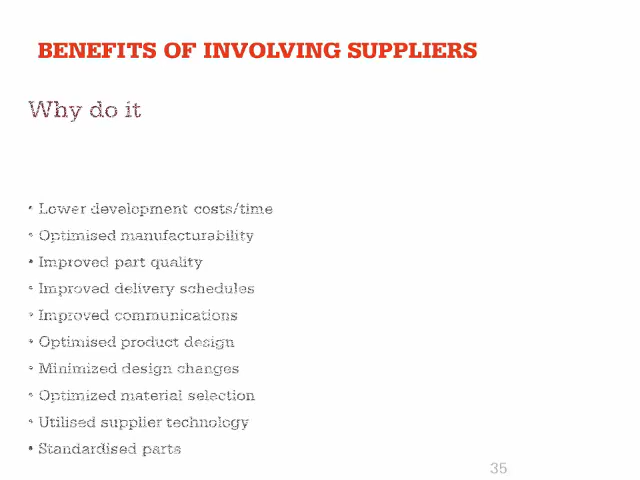 BENEFITS OF INVOLVING SUPPLIERS
Why do it
• Lower development costs/time
• Optimised manufacturability
• Improved part quality
• Improved delivery schedules
• Improved communications
• Optimised product design
• Minimized design changes
• Optimized material selection
• Utilised supplier technology
• Standardised parts
35